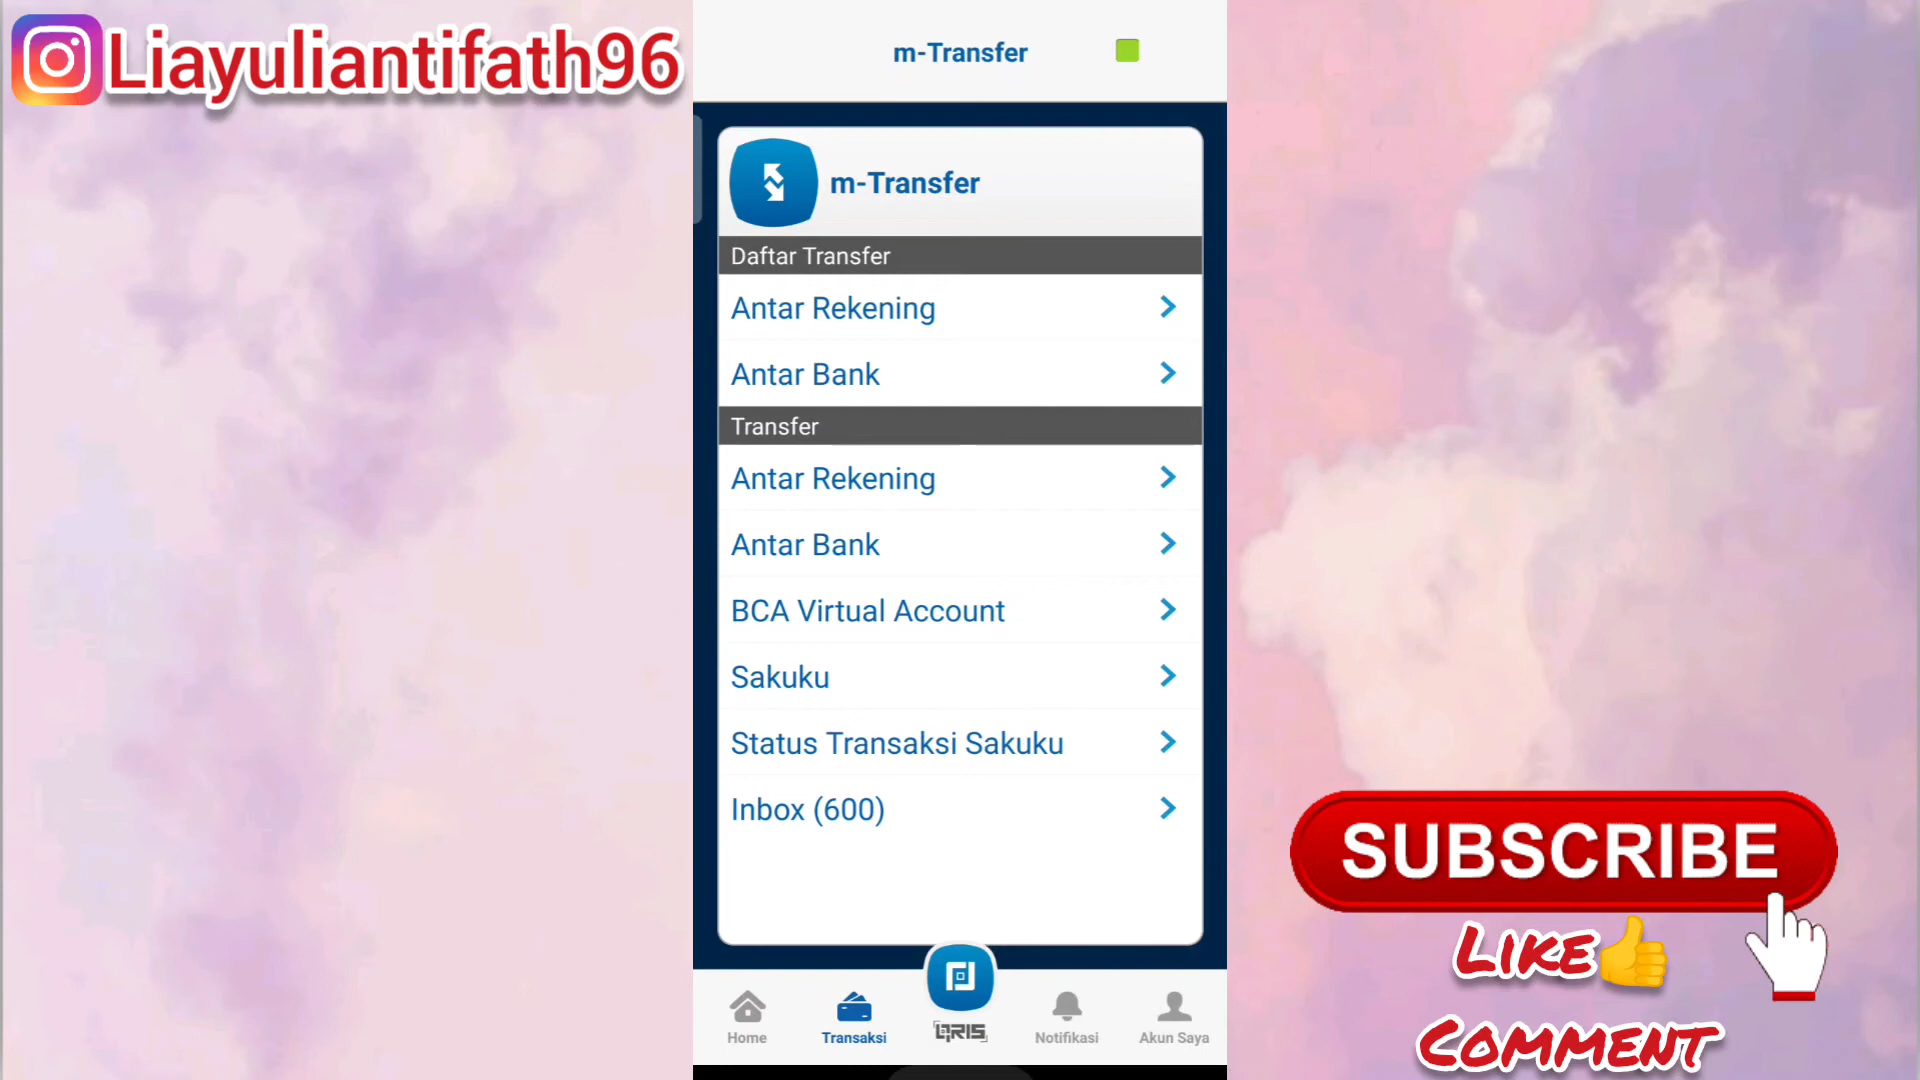 Liayuliantifath96
m-Transfer
m-Transfer
Daftar Transfer
Antar Rekening
Antar Bank
Transfer
Antar Rekening
Antar Bank
BCA Virtual Account
Sakuku
Status Transaksi Sakuku
Inbox (600)
Home
Transaksi
QRIS
Notifikasi
Akun Saya
SUBSCRIBE
LIKE
COMMENT